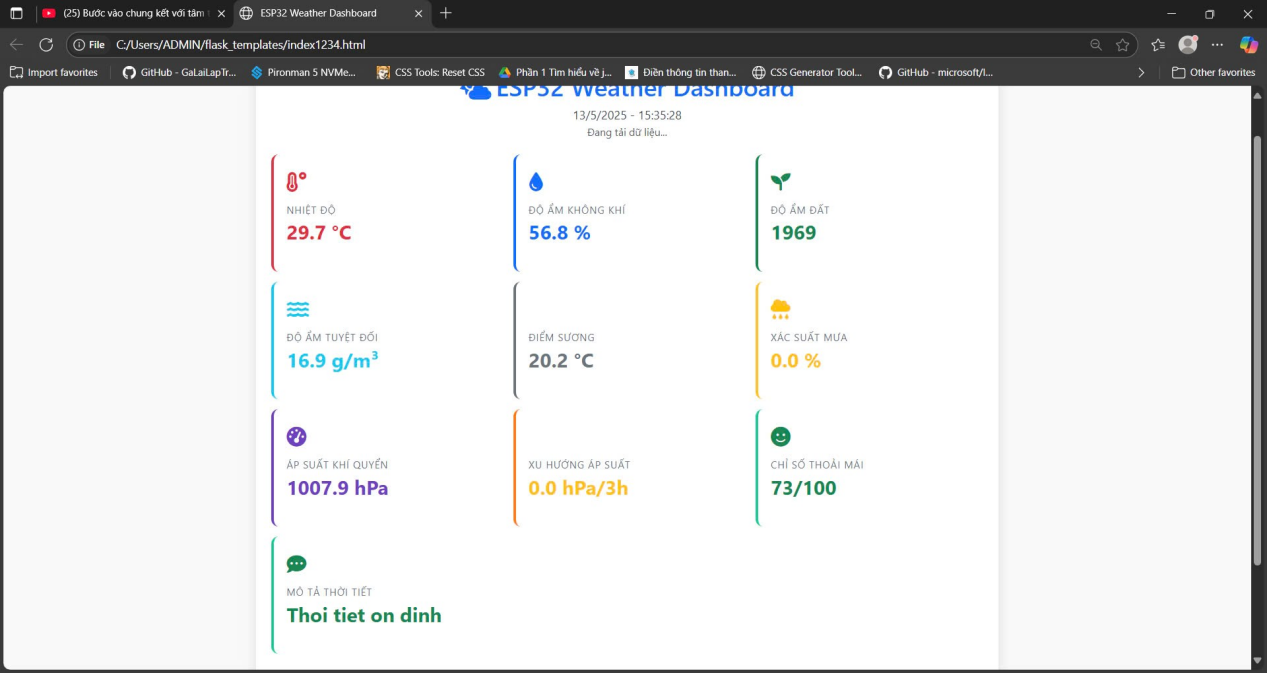 (25) Bước vào chung kết với tâm
ESP32 Weather Dashboard
File
C:/Users/ADMIN/flask_templates/index1234.html
Import favorites
GitHub - GaLaiLapTr...
Pironman 5 NVMe...
CSS Tools: Reset CSS
Phần 1 Tìm hiểu về j...
Điền thông tin than...
CSS Generator Tool...
GitHub - microsoft/l...
Other favorites
ESP32 Weather Dashboard
13/5/2025 - 15:35:28
Đang tải dữ liệu...
NHIỆT ĐỘ
29.7 °C
ĐỘ ẨM KHÔNG KHÍ
56.8 %
ĐỘ ẨM ĐẤT
1969
ĐỘ ẨM TUYỆT ĐỐI
16.9 g/m³
ĐIỂM SƯƠNG
20.2 °C
XÁC SUẤT MƯA
0.0 %
ÁP SUẤT KHÍ QUYỂN
1007.9 hPa
XU HƯỚNG ÁP SUẤT
0.0 hPa/3h
CHỈ SỐ THOẢI MÁI
73/100
MÔ TẢ THỜI TIẾT
Thoi tiet on dinh